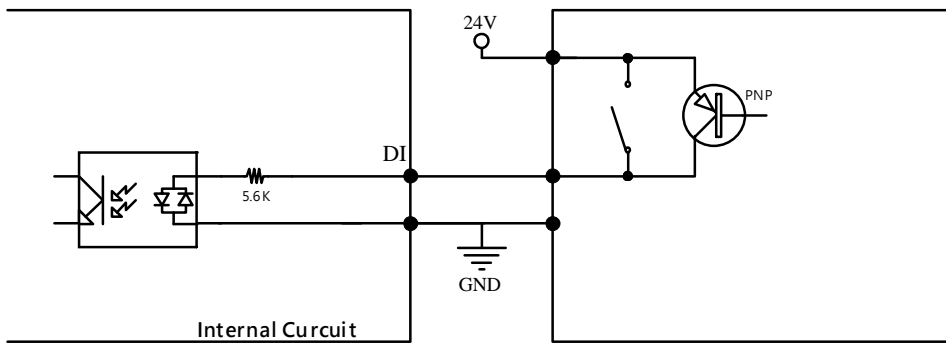 24V
PNP
DI
5.6K
GND
Internal Curcuit